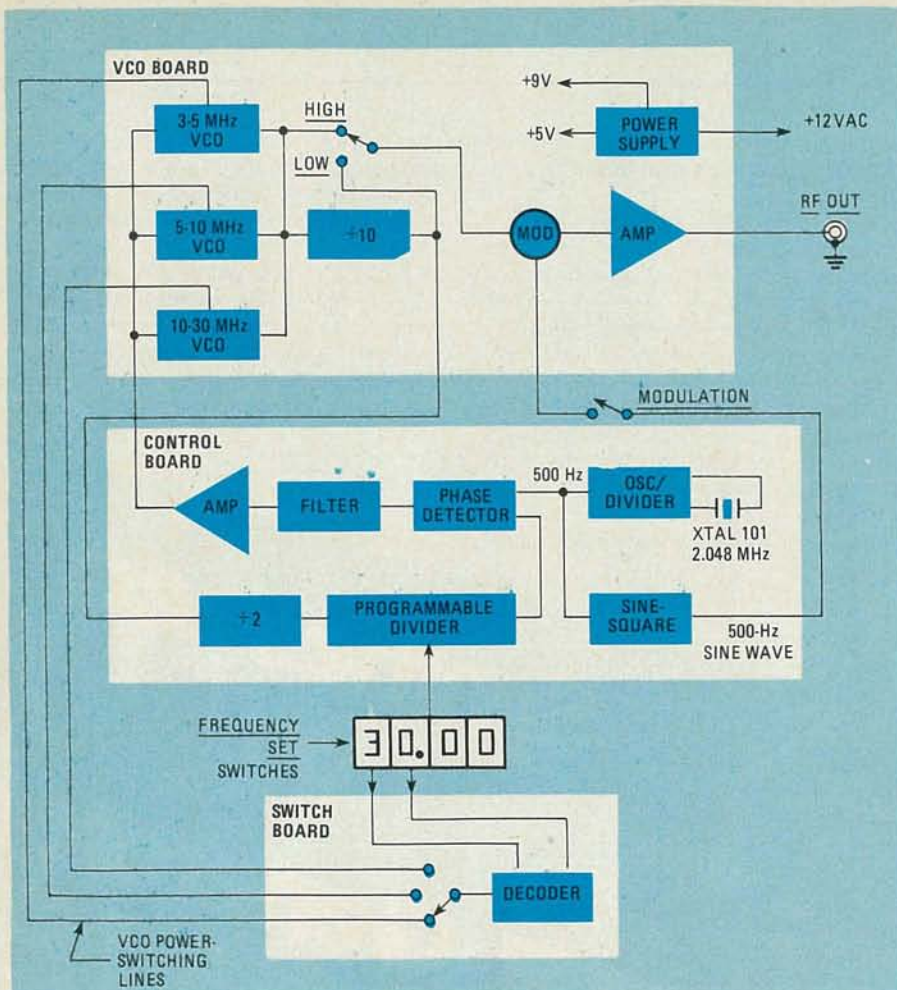 VCO BOARD
3-5 MHz
VCO
5-10 MHz
VCO
10-30 MHz
VCO
HIGH
LOW
÷10
+9V
+5V
POWER
SUPPLY
+12VAC
RF OUT
MOD
AMP
MODULATION
CONTROL
BOARD
AMP
FILTER
PHASE
DETECTOR
500 Hz
OSC/
DIVIDER
XTAL 101
2.048 MHz
÷2
PROGRAMMABLE
DIVIDER
SINE-
SQUARE
500-Hz
SINE WAVE
FREQUENCY
SET
SWITCHES
30.00
SWITCH
BOARD
DECODER
VCO POWER-
SWITCHING
LINES